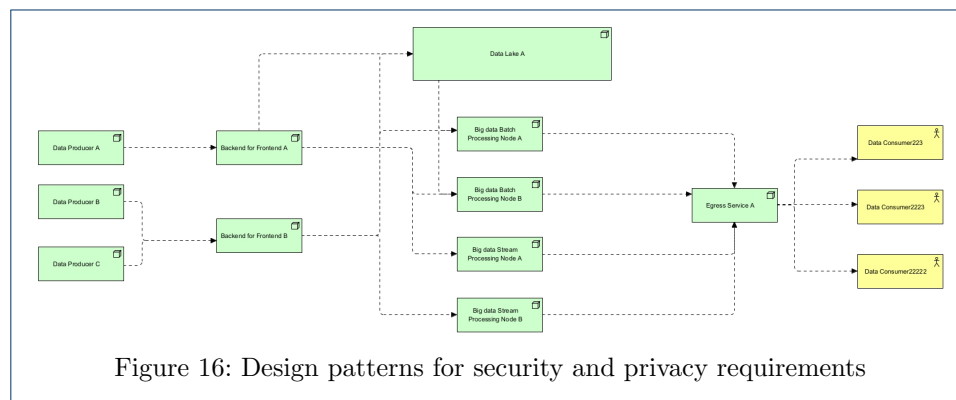 Data Lake A
Big data Batch
Processing Node A
Data Producer A
Backend for Frontend A
Data Consumer223
Big data Batch
Processing Node B
Data Producer B
Egress Service A
Data Consumer2223
Backend for Frontend B
Data Producer C
Big data Stream
Processing Node A
Data Consumer22222
Big data Stream
Processing Node B
Figure 16: Design patterns for security and privacy requirements